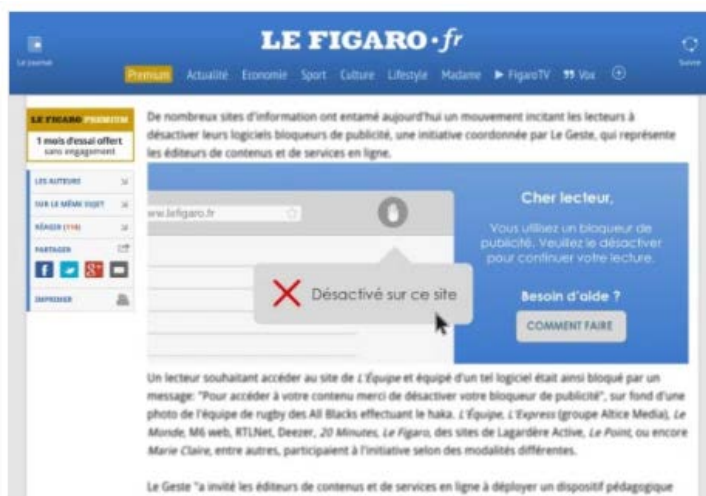 LE FIGARO·fr
Le journal
Suivre
Premium Actualité Economie Sport Culture Lifestyle Madame FigaroTV Vox
LE FIGARO PREMIUM
1 mois d'essai offert
sans engagement
LES AUTEURS
SUR LE MÊME SUJET
RÉAGIR (114)
PARTAGER
IMPRIMER
De nombreux sites d'information ont entamé aujourd'hui un mouvement incitant les lecteurs à
désactiver leurs logiciels bloqueurs de publicité, une initiative coordonnée par Le Geste, qui représente
les éditeurs de contenus et de services en ligne.
www.lefigaro.fr
Désactivé sur ce site
Cher lecteur,
Vous utilisez un bloqueur de
publicité. Veuillez le désactiver
pour continuer votre lecture.
Besoin d'aide ?
COMMENT FAIRE
Un lecteur souhaitant accéder au site de L'Équipe et équipé d'un tel logiciel était ainsi bloqué par un
message: "Pour accéder à votre contenu merci de désactiver votre bloqueur de publicité", sur fond d'une
photo de l'équipe de rugby des All Blacks effectuant le haka. L'Équipe, L'Express (groupe Altice Media), Le
Monde, M6 web, RTLNet, Deezer, 20 Minutes, Le Figaro, des sites de Lagardère Active, Le Point, ou encore
Marie Claire, entre autres, participaient à l'initiative selon des modalités différentes.
Le Geste "a invité les éditeurs de contenus et de services en ligne à déployer un dispositif pédagogique